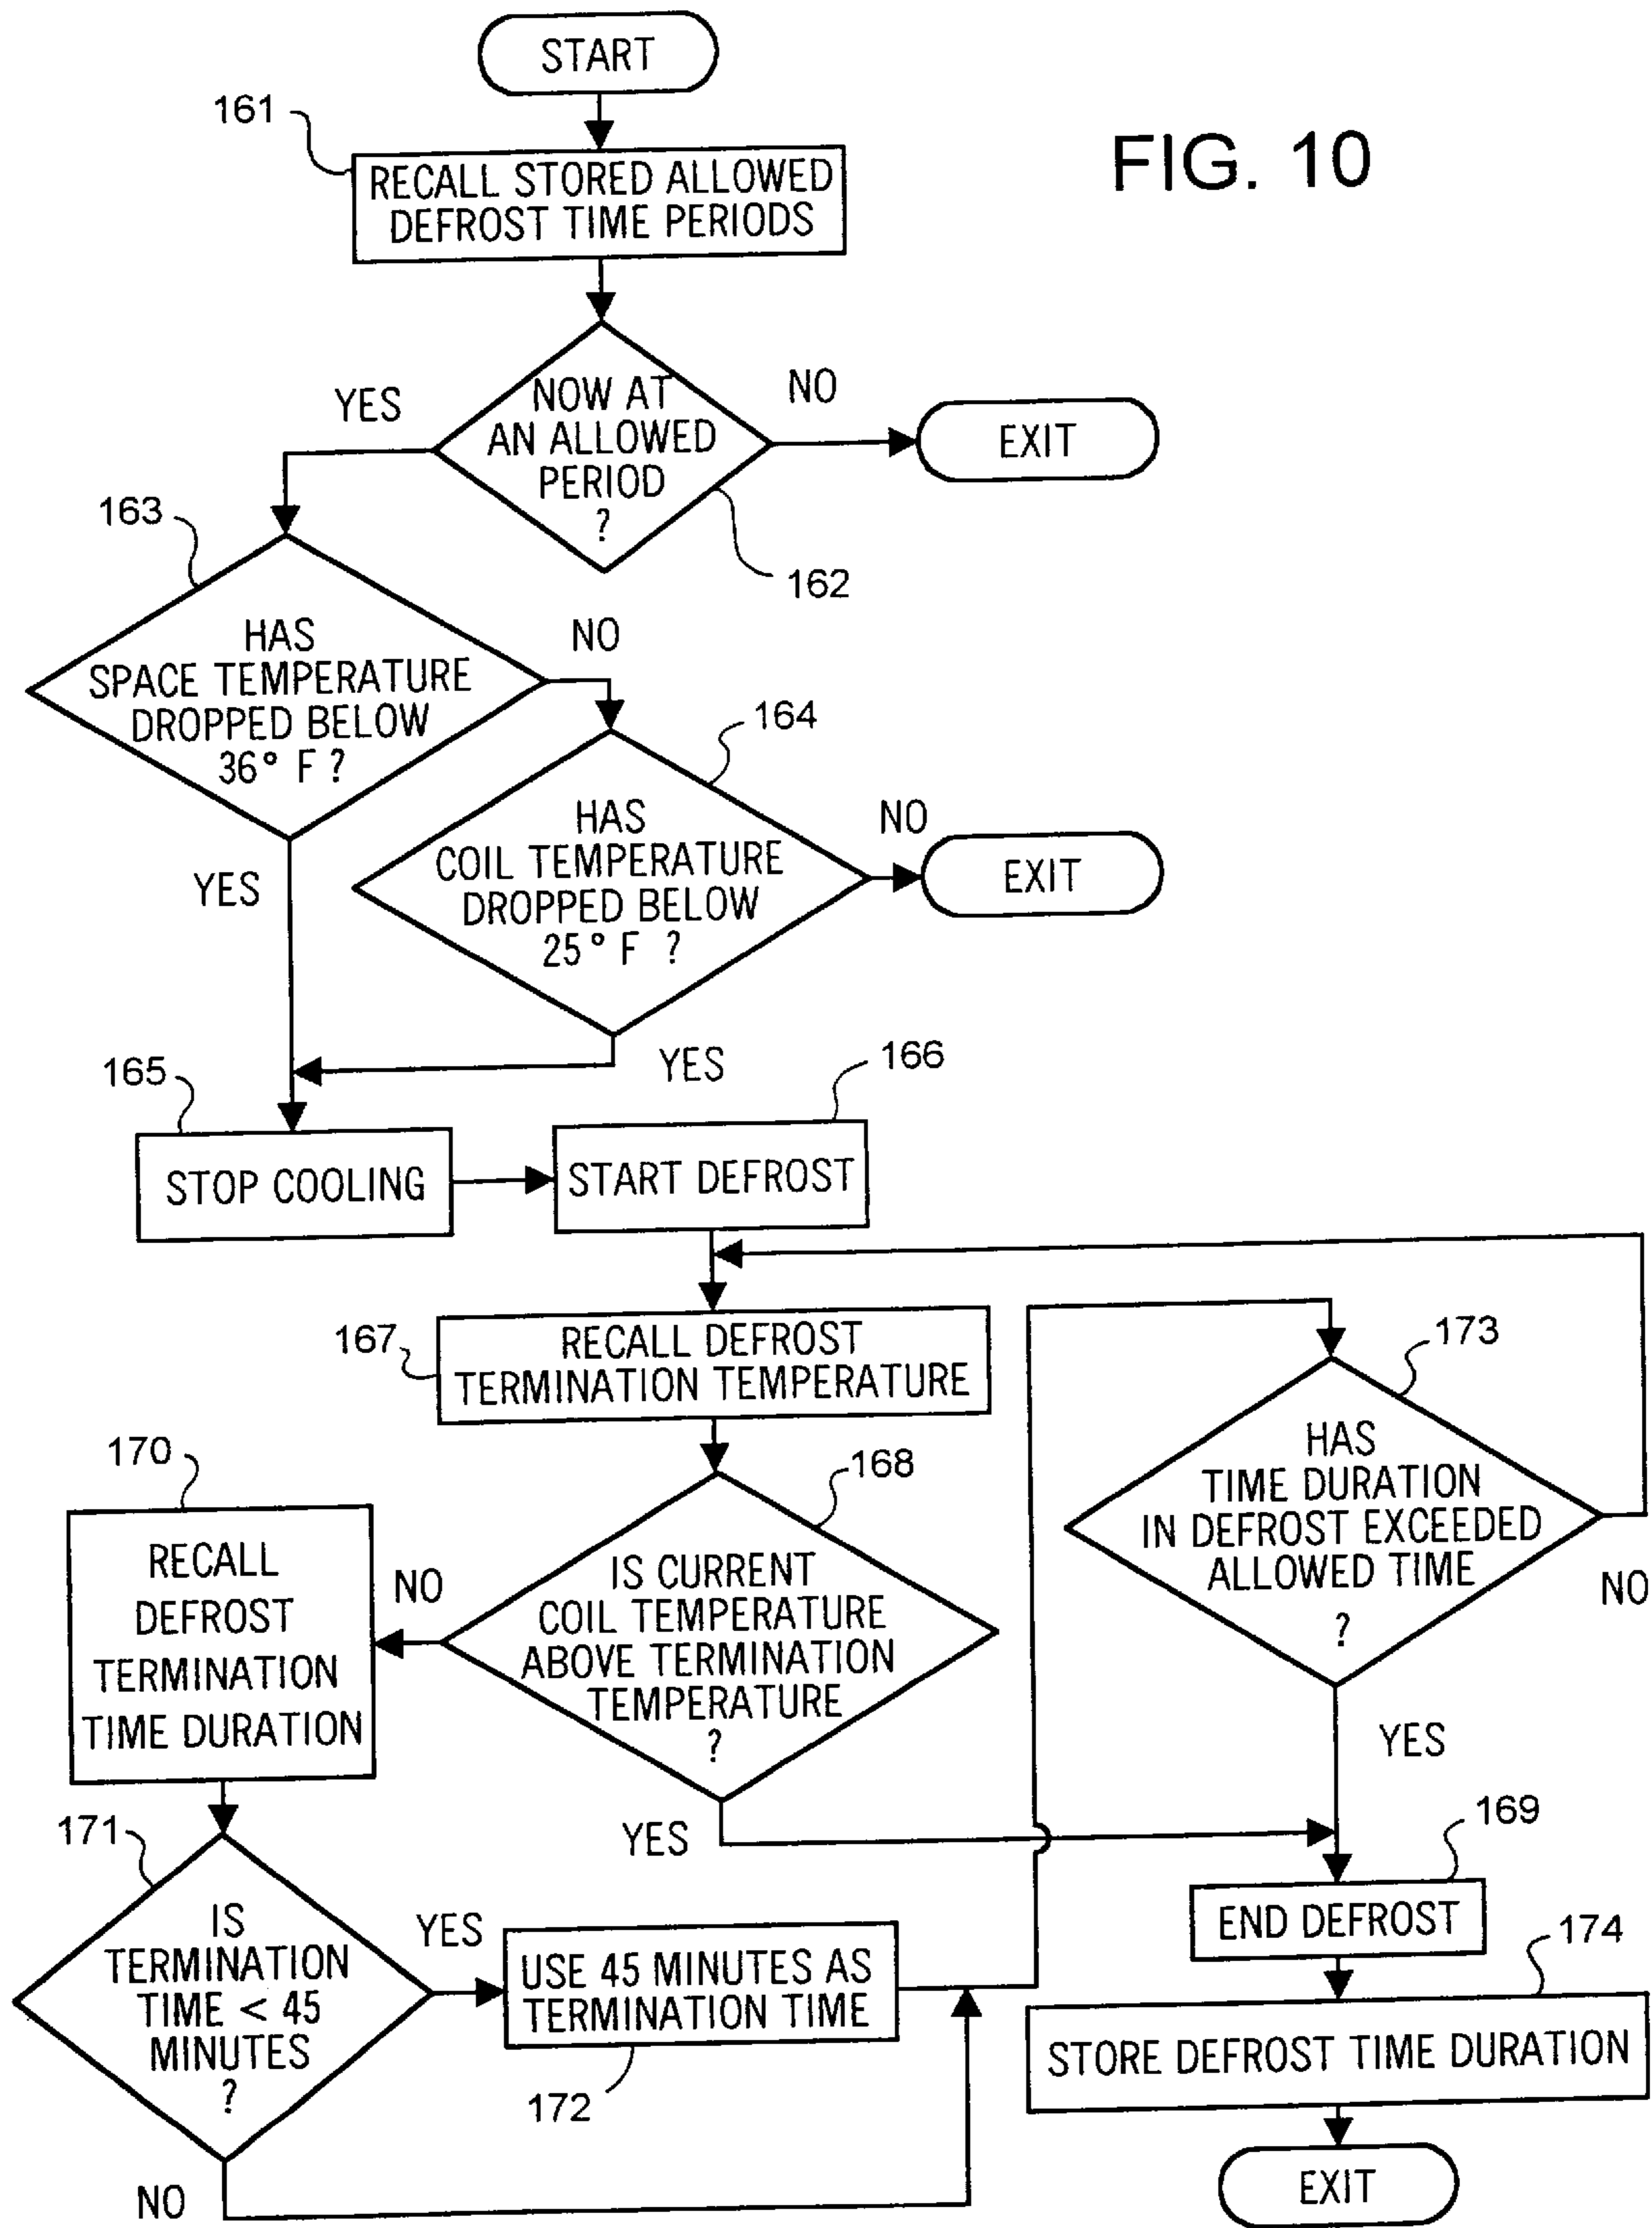 START
161
FIG. 10
RECALL STORED ALLOWED
DEFROST TIME PERIODS
YES
NOW AT
AN ALLOWED
PERIOD
?
NO
EXIT
162
163
HAS
SPACE TEMPERATURE
DROPPED BELOW
36° F ?
NO
164
YES
HAS
COIL TEMPERATURE
DROPPED BELOW
25° F ?
NO
EXIT
YES
165
STOP COOLING
166
START DEFROST
167
RECALL DEFROST
TERMINATION TEMPERATURE
173
HAS
TIME DURATION
IN DEFROST EXCEEDED
ALLOWED TIME
?
NO
YES
168
IS CURRENT
COIL TEMPERATURE
ABOVE TERMINATION
TEMPERATURE
?
NO
YES
170
RECALL
DEFROST
TERMINATION
TIME DURATION
171
IS
TERMINATION
TIME < 45
MINUTES
?
YES
USE 45 MINUTES AS
TERMINATION TIME
172
NO
169
END DEFROST
174
STORE DEFROST TIME DURATION
EXIT